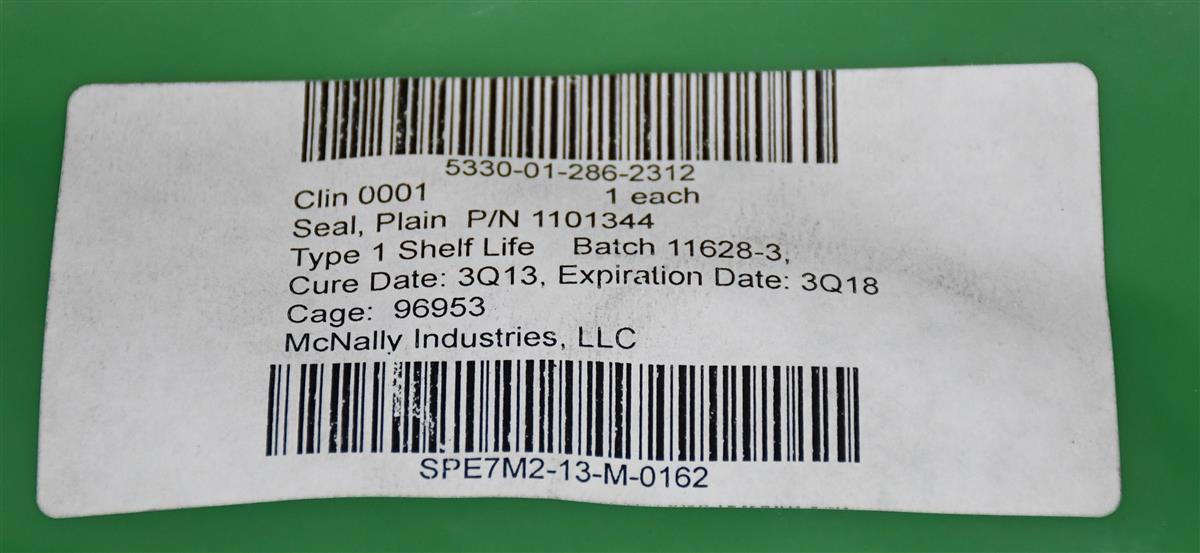 5330-01-286-2312
Clin 0001 1 each
Seal, Plain P/N 1101344
Type 1 Shelf Life Batch 11628-3,
Cure Date: 3Q13, Expiration Date: 3Q18
Cage: 96953
McNally Industries, LLC
SPE7M2-13-M-0162